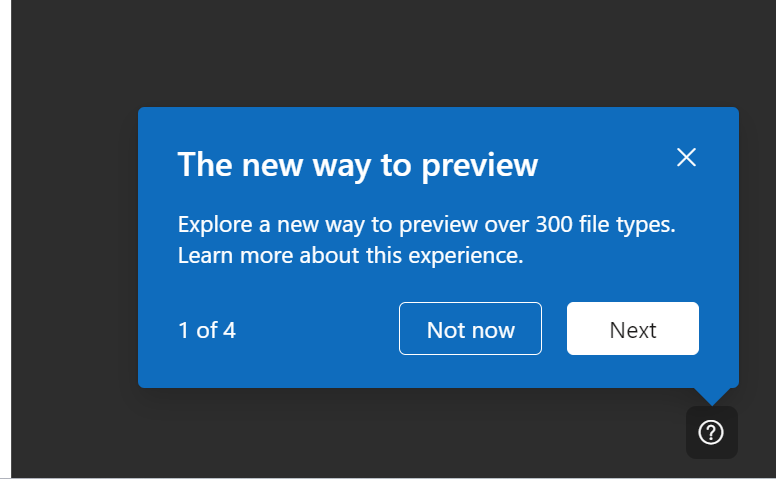 The new way to preview
Explore a new way to preview over 300 file types.
Learn more about this experience.
1 of 4
Not now
Next
?